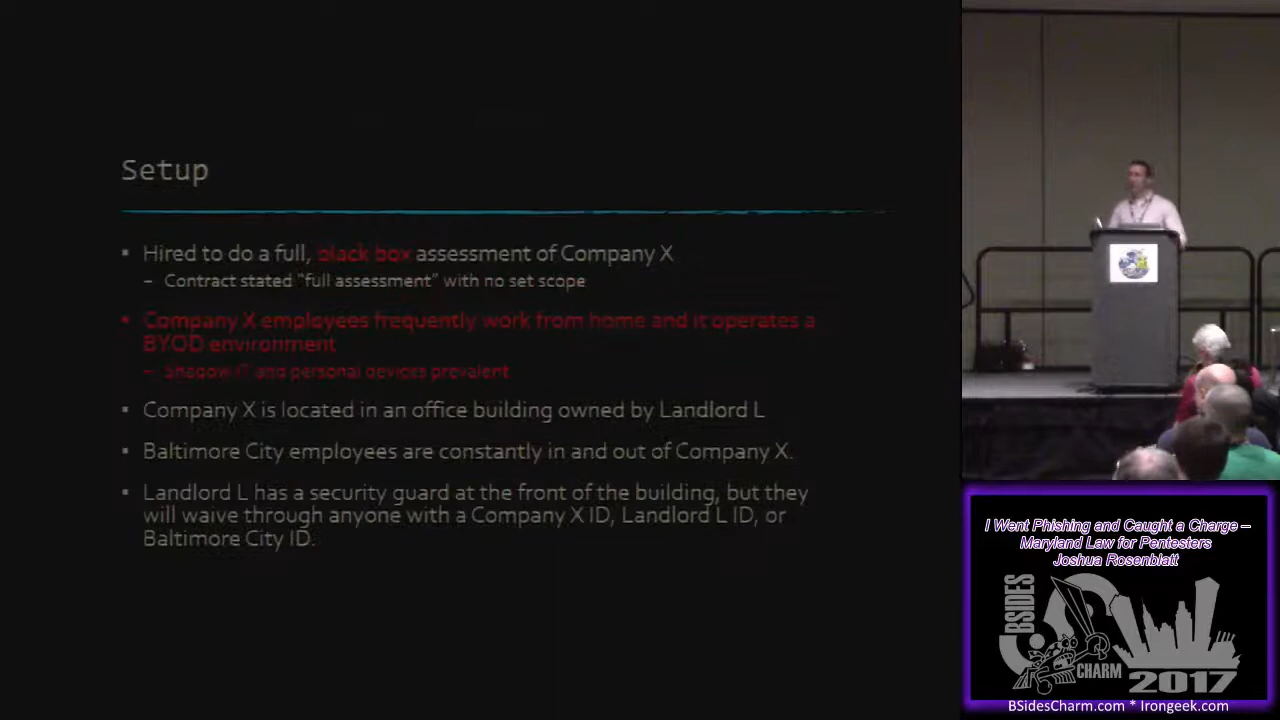 Setup
▪ Hired to do a full, black box assessment of Company X
– Contract stated "full assessment" with no set scope
▪ Company X employees frequently work from home and it operates a
BYOD environment
– Shadow IT and personal devices prevalent
▪ Company X is located in an office building owned by Landlord L
▪ Baltimore City employees are constantly in and out of Company X.
▪ Landlord L has a security guard at the front of the building, but they
will waive through anyone with a Company X ID, Landlord L ID, or
Baltimore City ID.
I Went Phishing and Caught a Charge –
Maryland Law for Pentesters
Joshua Rosenblatt
BSIDES
CHARM
2017
BSidesCharm.com * Irongeek.com